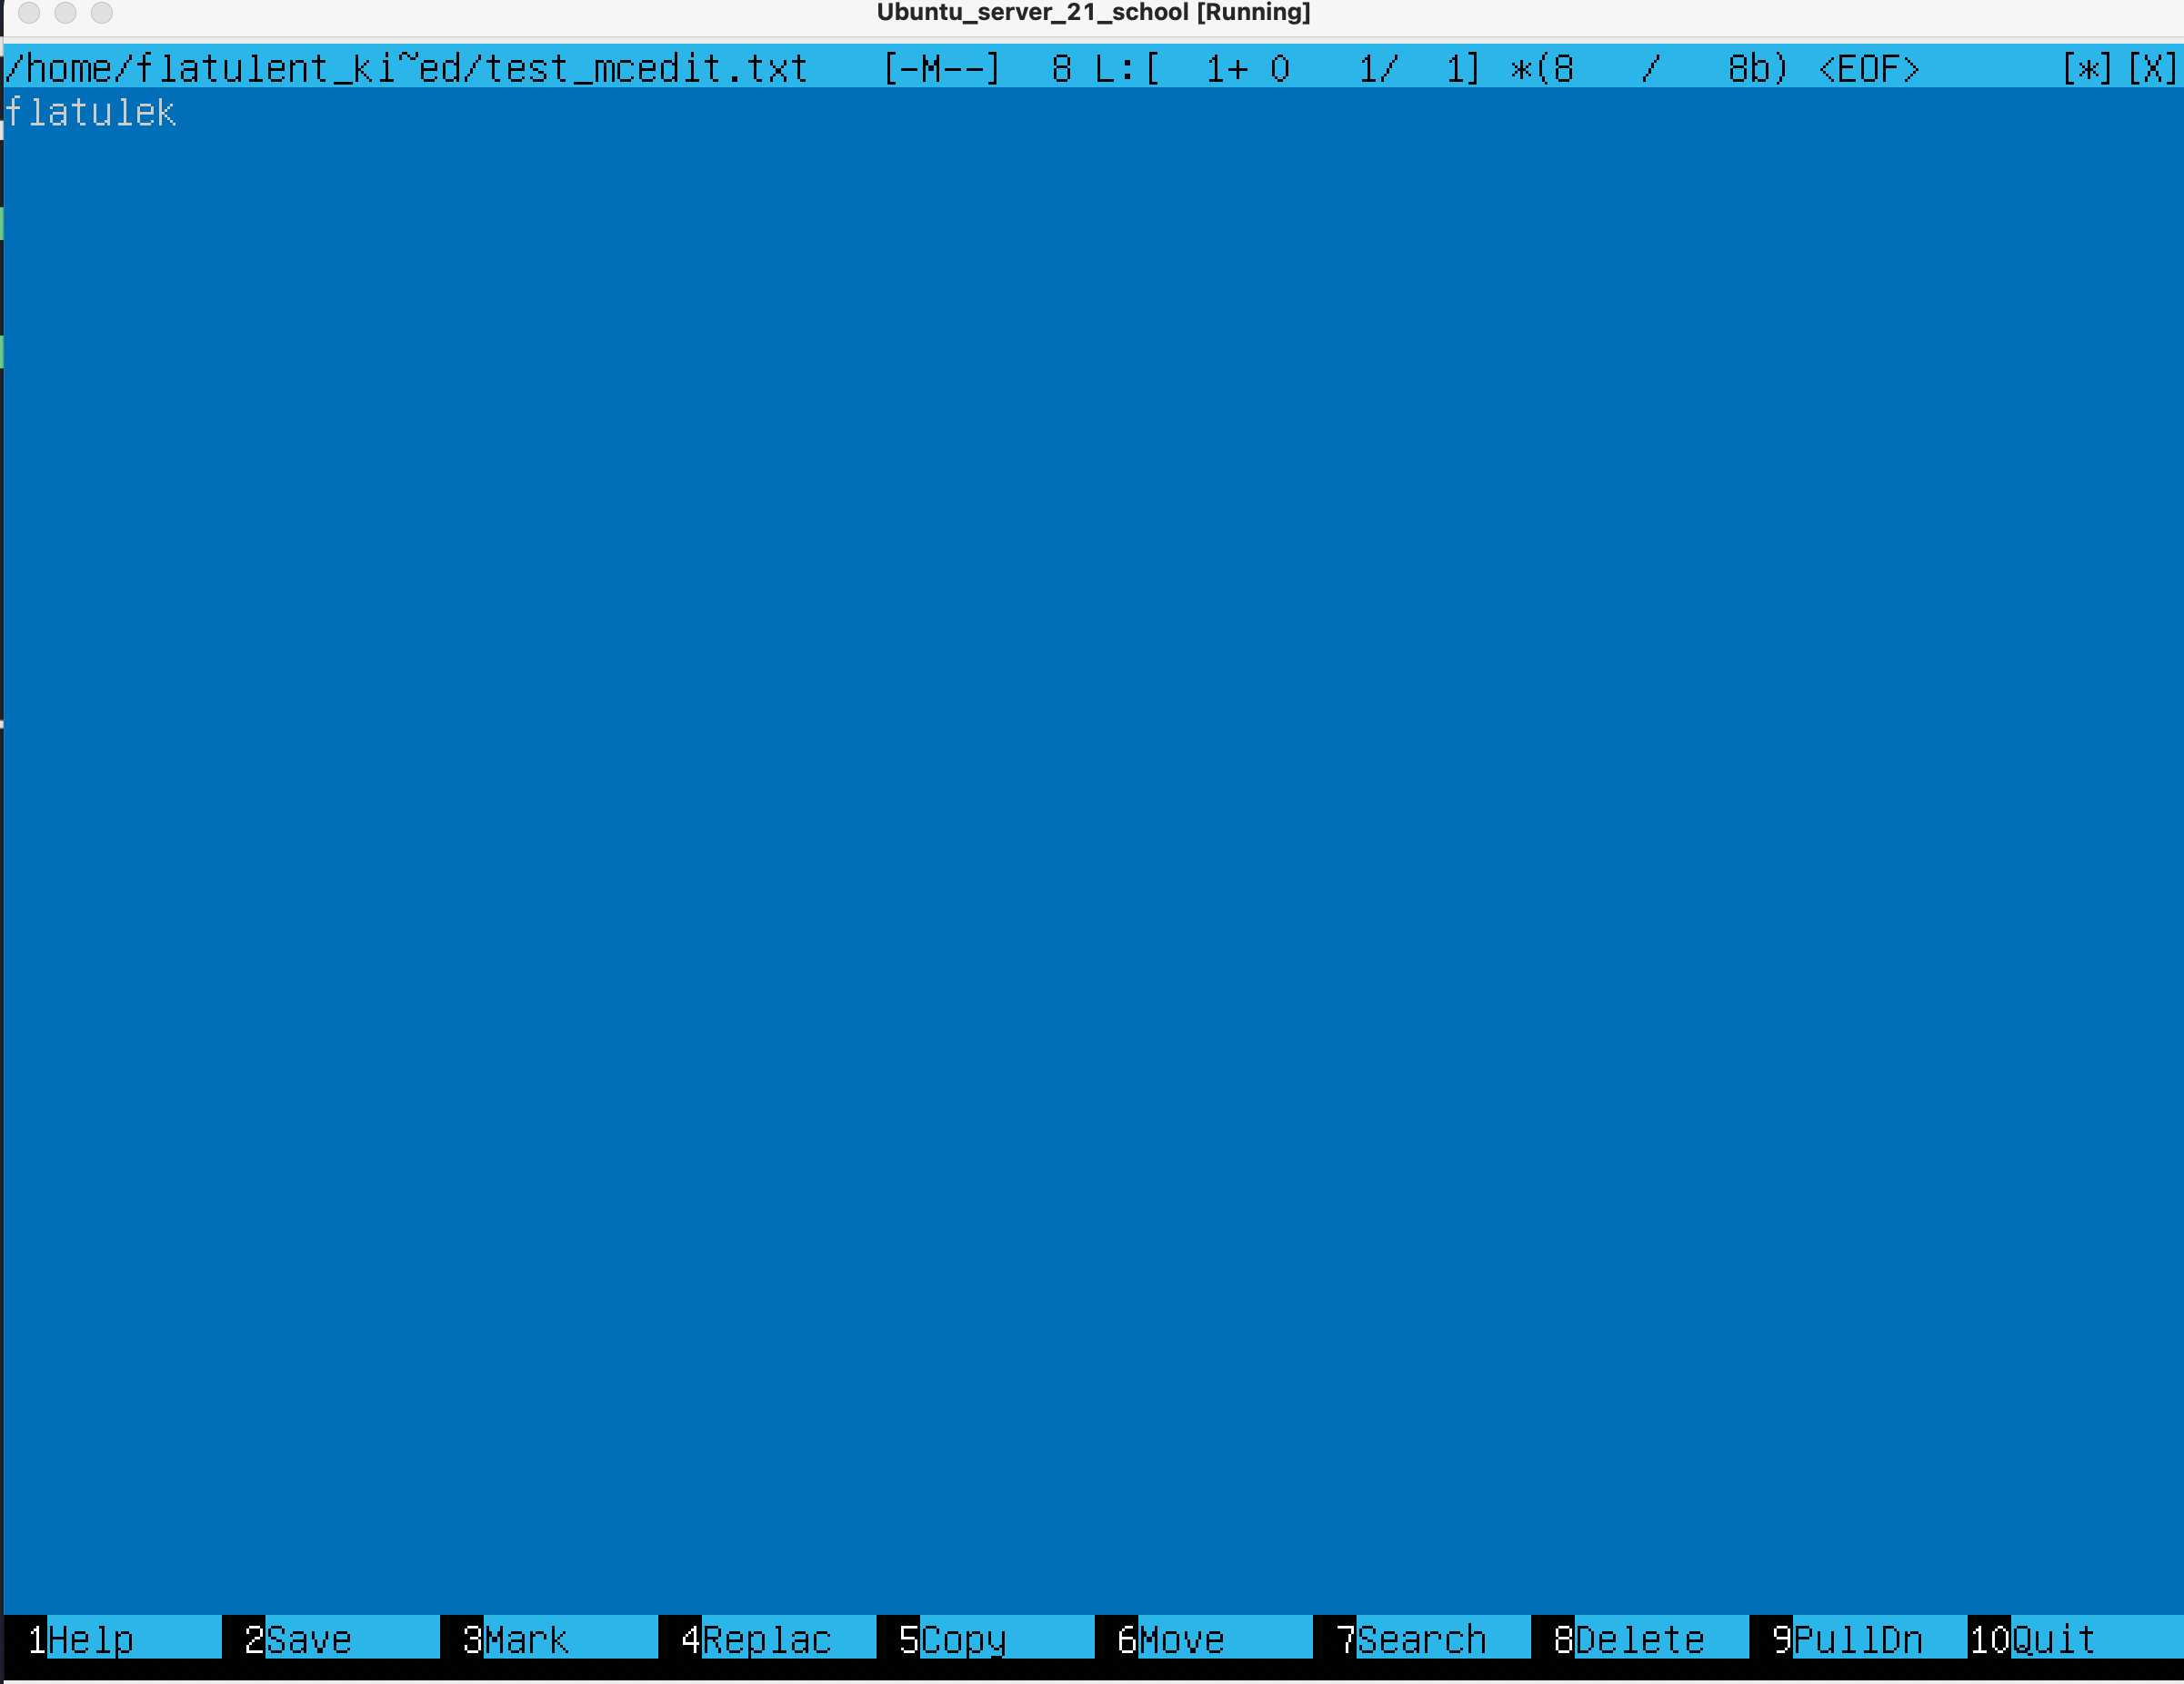 Ubuntu_server_21_school [Running]
/home/flatulent_ki~ed/test_mcedit.txt [-M--] 8 L:[ 1+ 0 1/ 1] *(8 / 8b) <EOF> [*][X]
flatulek
1Help 2Save 3Mark 4Replac 5Copy 6Move 7Search 8Delete 9PullDn 10Quit